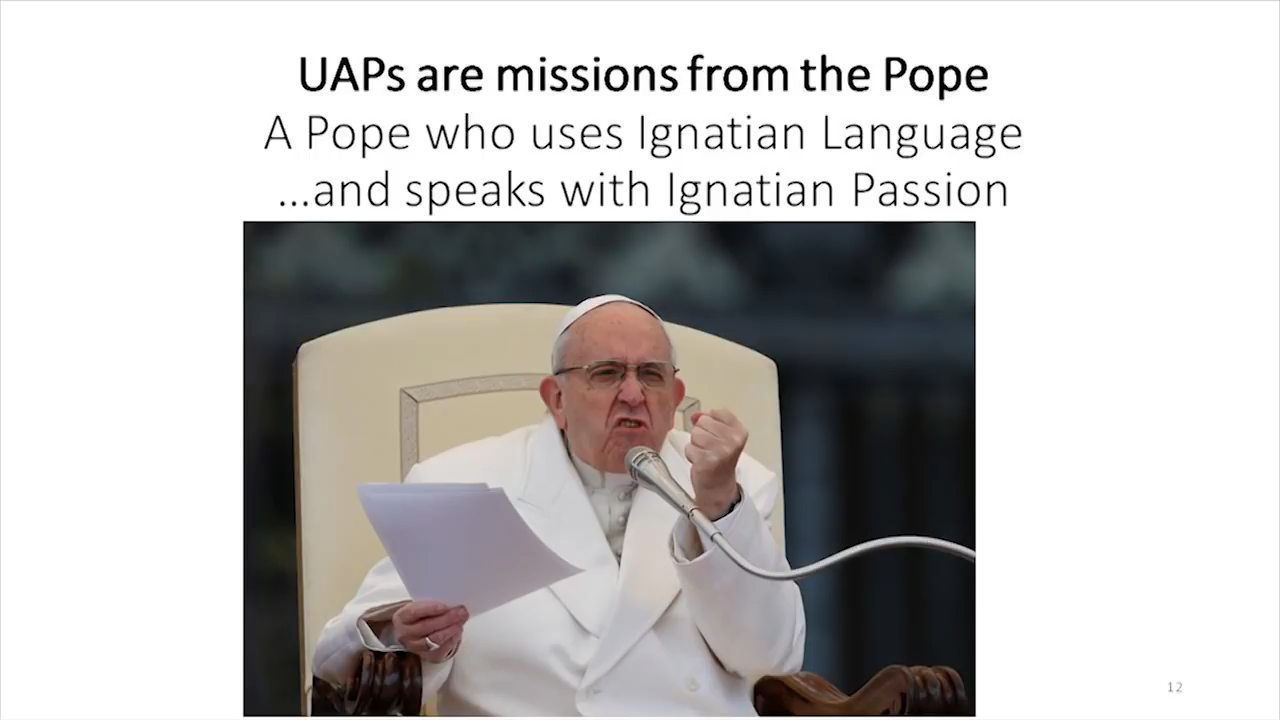 UAPs are missions from the Pope
A Pope who uses Ignatian Language
...and speaks with Ignatian Passion
12